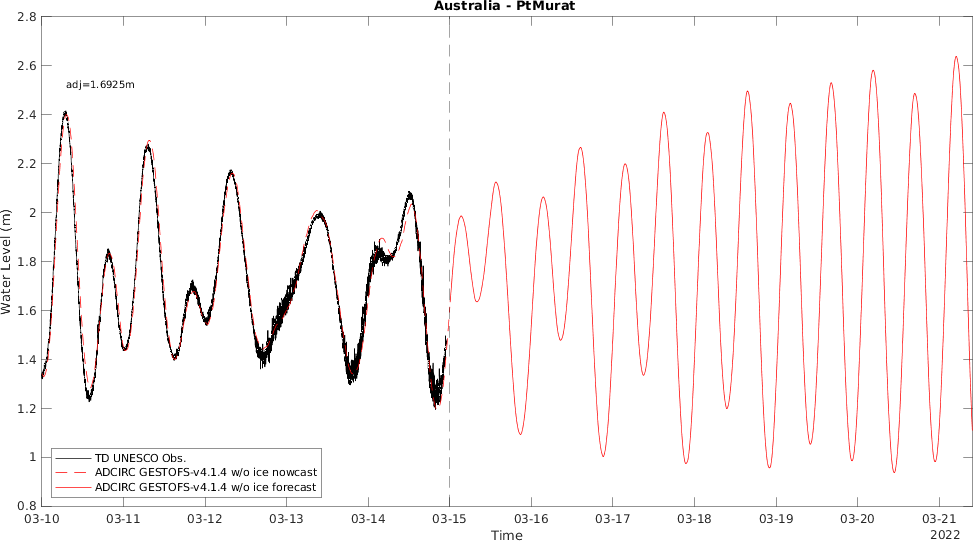 Australia - PtMurat
2.8
2.6
2.4
2.2
2
1.8
1.6
1.4
1.2
1
0.8
Water Level (m)
adj=1.6925m
TD UNESCO Obs.
ADCIRC GESTOFS-v4.1.4 w/o ice nowcast
ADCIRC GESTOFS-v4.1.4 w/o ice forecast
03-10 03-11 03-12 03-13 03-14 03-15 03-16 03-17 03-18 03-19 03-20 03-21
Time
2022